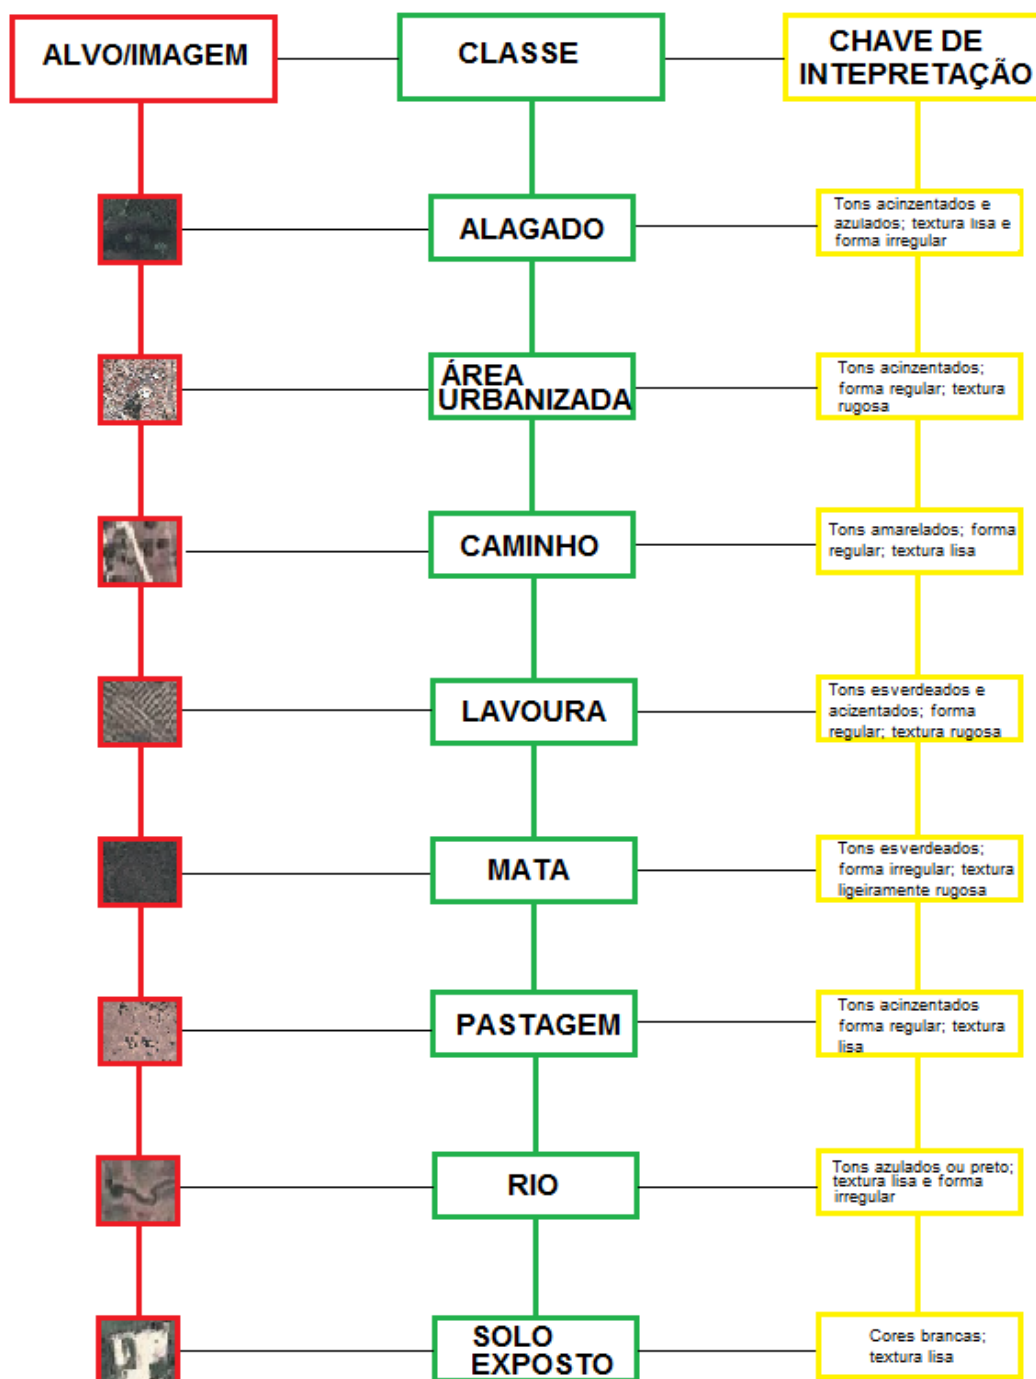 ALVO/IMAGEM
CLASSE
CHAVE DE
INTEPRETAÇÃO
ALAGADO
Tons acinzentados e
azulados; textura lisa e
forma irregular
ÁREA
URBANIZADA
Tons acinzentados;
forma regular; textura
rugosa
CAMINHO
Tons amarelados; forma
regular; textura lisa
LAVOURA
Tons esverdeados e
acizentados; forma
regular; textura rugosa
MATA
Tons esverdeados;
forma irregular; textura
ligeiramente rugosa
PASTAGEM
Tons acinzentados
forma regular; textura
lisa
RIO
Tons azulados ou preto;
textura lisa e forma
irregular
SOLO
EXPOSTO
Cores brancas;
textura lisa